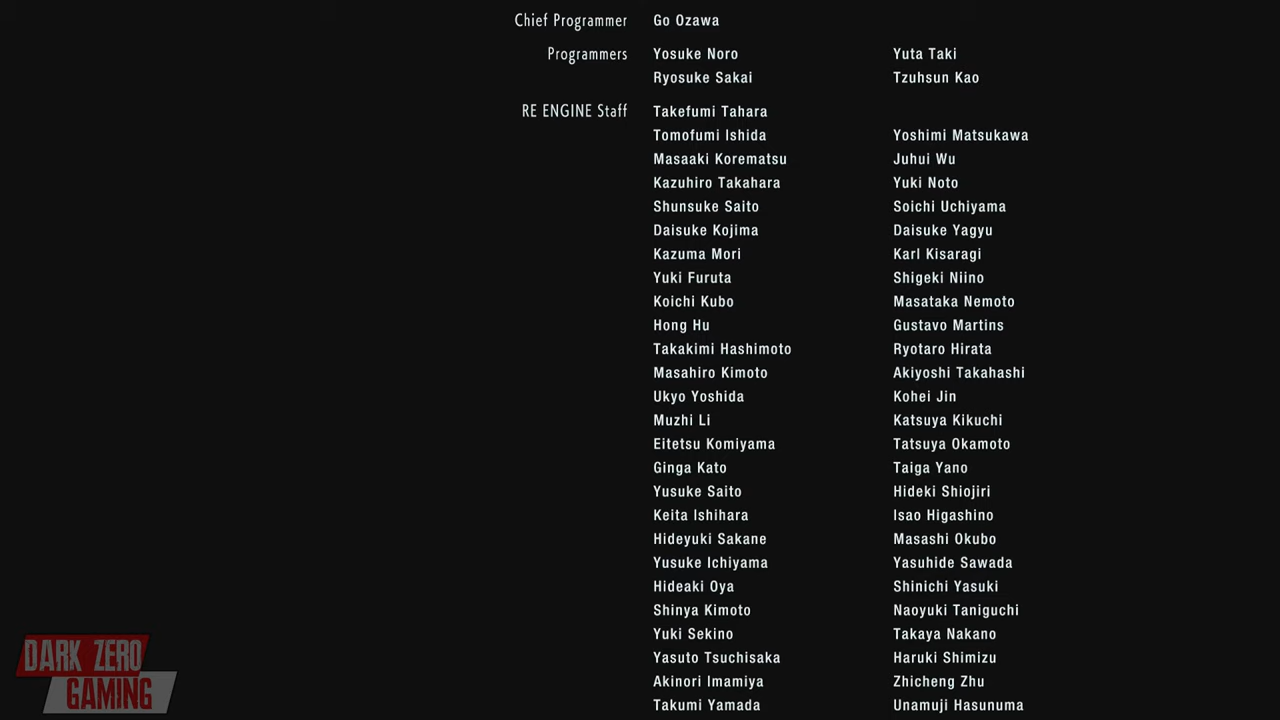 Chief Programmer Go Ozawa
Programmers Yosuke Noro Yuta Taki
Ryosuke Sakai Tzuhsun Kao
RE ENGINE Staff Takefumi Tahara
Tomofumi Ishida Yoshimi Matsukawa
Masaaki Korematsu Juhui Wu
Kazuhiro Takahara Yuki Noto
Shunsuke Saito Soichi Uchiyama
Daisuke Kojima Daisuke Yagyu
Kazuma Mori Karl Kisaragi
Yuki Furuta Shigeki Niino
Koichi Kubo Masataka Nemoto
Hong Hu Gustavo Martins
Takakimi Hashimoto Ryotaro Hirata
Masahiro Kimoto Akiyoshi Takahashi
Ukyo Yoshida Kohei Jin
Muzhi Li Katsuya Kikuchi
Eitetsu Komiyama Tatsuya Okamoto
Ginga Kato Taiga Yano
Yusuke Saito Hideki Shiojiri
Keita Ishihara Isao Higashino
Hideyuki Sakane Masashi Okubo
Yusuke Ichiyama Yasuhide Sawada
Hideaki Oya Shinichi Yasuki
Shinya Kimoto Naoyuki Taniguchi
Yuki Sekino Takaya Nakano
Yasuto Tsuchisaka Haruki Shimizu
Akinori Imamiya Zhicheng Zhu
Takumi Yamada Unamuji Hasunuma
DARK ZERO
GAMING